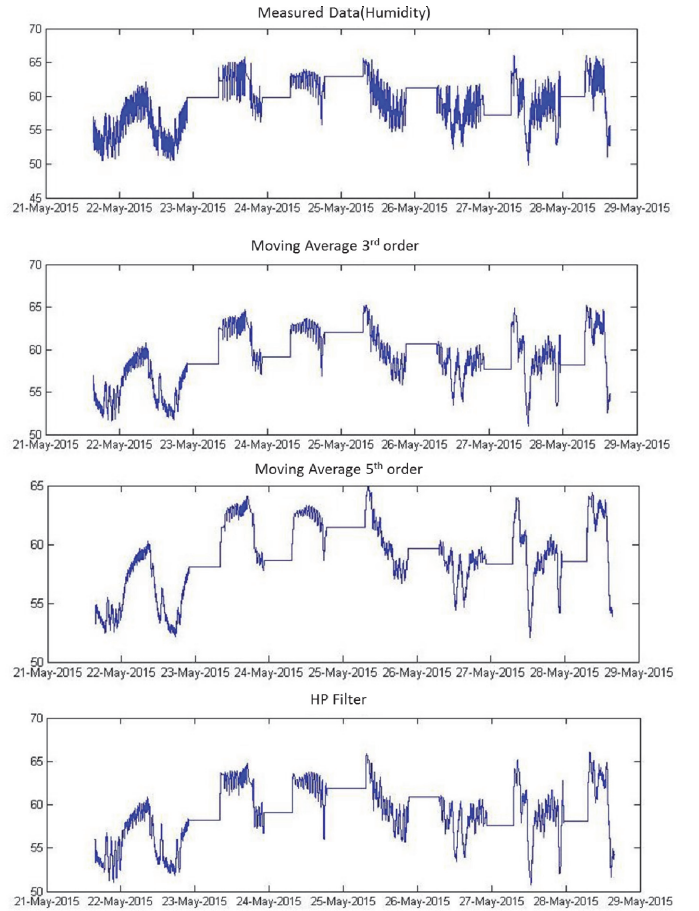 Measured Data(Humidity)
70
65
60
55
50
45
21-May-2015 22-May-2015 23-May-2015 24-May-2015 25-May-2015 26-May-2015 27-May-2015 28-May-2015 29-May-2015
Moving Average 3rd order
70
65
60
55
50
21-May-2015 22-May-2015 23-May-2015 24-May-2015 25-May-2015 26-May-2015 27-May-2015 28-May-2015 29-May-2015
Moving Average 5th order
65
60
55
50
21-May-2015 22-May-2015 23-May-2015 24-May-2015 25-May-2015 26-May-2015 27-May-2015 28-May-2015 29-May-2015
HP Filter
70
65
60
55
50
21-May-2015 22-May-2015 23-May-2015 24-May-2015 25-May-2015 26-May-2015 27-May-2015 28-May-2015 29-May-2015